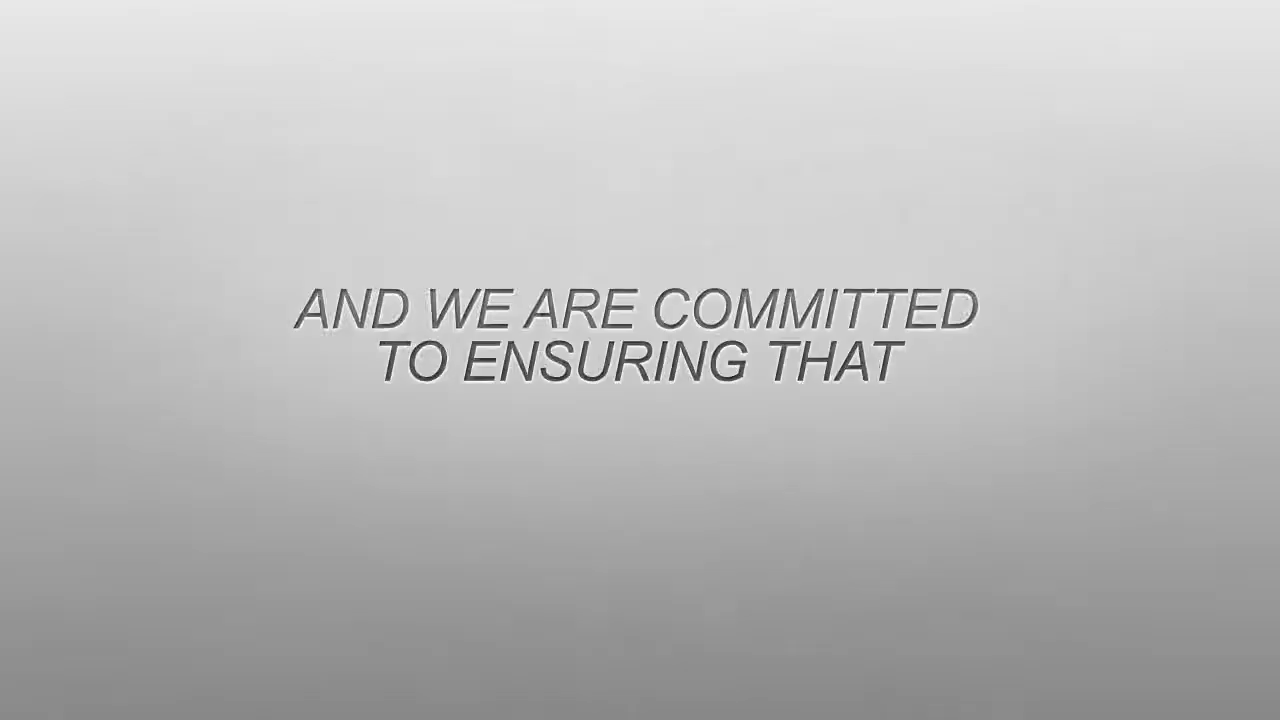 AND WE ARE COMMITTED
TO ENSURING THAT